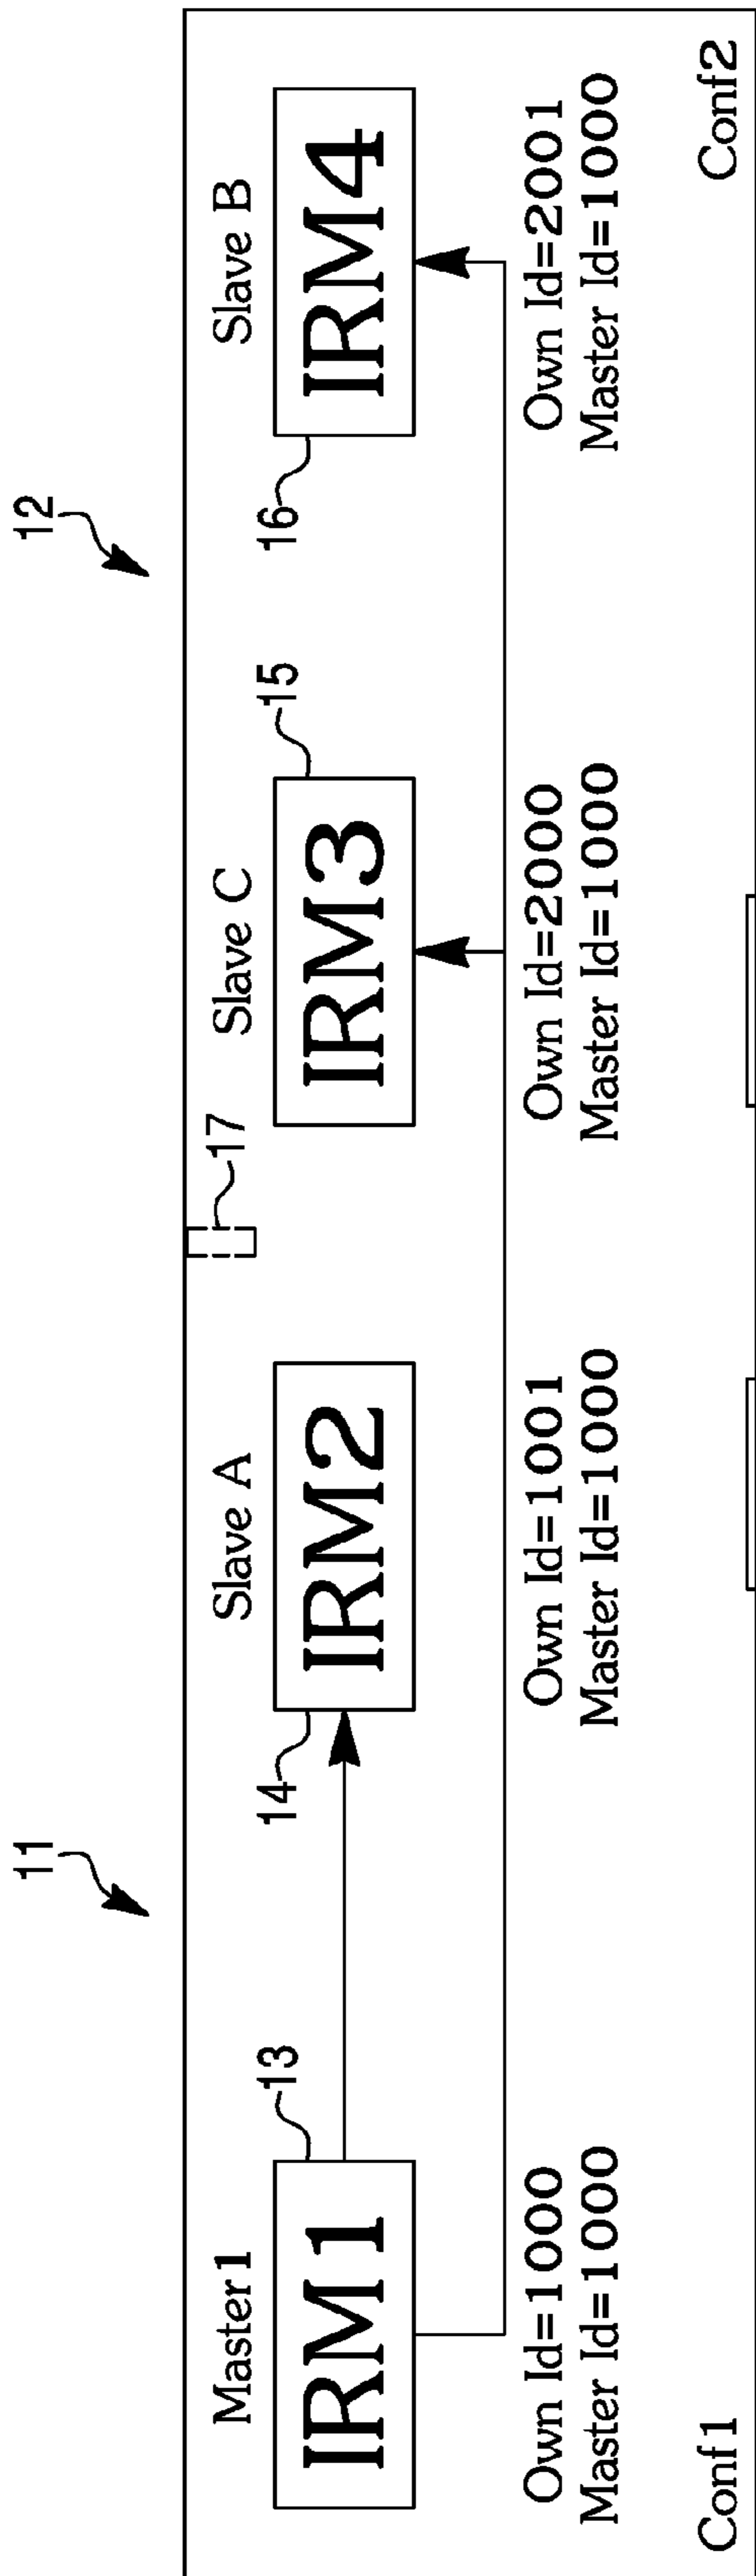 11
12
Master1
Slave A
Slave C
Slave B
13
14
17
15
16
IRM1
IRM2
IRM3
IRM4
Own Id=1000
Master Id=1000
Own Id=1001
Master Id=1000
Own Id=2000
Master Id=1000
Own Id=2001
Master Id=1000
Conf1
Conf2